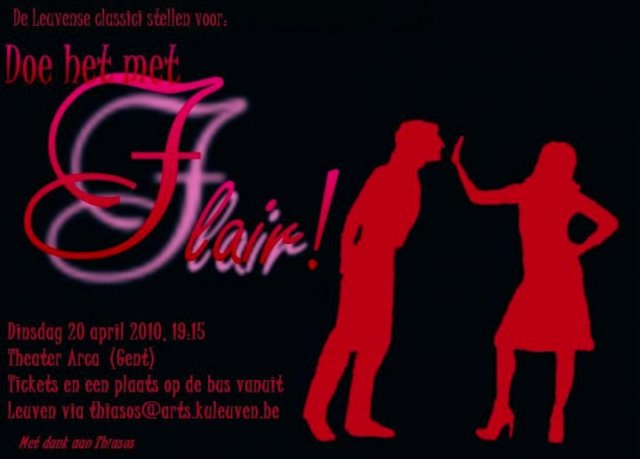 De Leuvense classici stellen voor:
Doe het met
Flair!
Dinsdag 20 april 2010, 19:15
Theater Arca (Gent)
Tickets en een plaats op de bus vanuit
Leuven via thiasos@arts.kuleuven.be
Met dank aan Thiasos